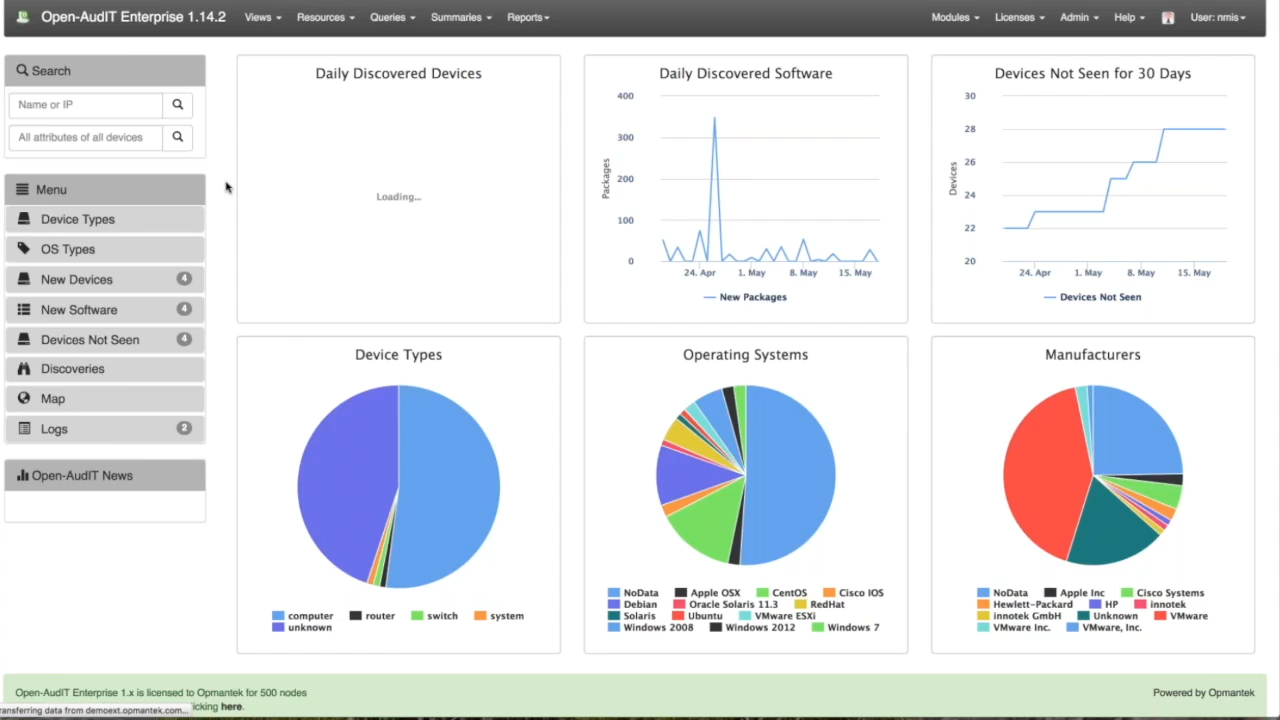 Open-AudIT Enterprise 1.14.2 Views Resources Queries Summaries Reports Modules Licenses Admin Help User: nmis
Search
Name or IP
All attributes of all devices
Menu
Device Types
OS Types
New Devices 4
New Software 4
Devices Not Seen 4
Discoveries
Map
Logs 2
Open-AudIT News
Daily Discovered Devices
Loading...
Daily Discovered Software
400
300
200
100
0
Packages
24. Apr 1. May 8. May 15. May
New Packages
Devices Not Seen for 30 Days
30
28
26
24
22
20
Devices
24. Apr 1. May 8. May 15. May
Devices Not Seen
Device Types
computer router switch system
unknown
Operating Systems
NoData Apple OSX CentOS Cisco IOS
Debian Oracle Solaris 11.3 RedHat
Solaris Ubuntu VMware ESXi
Windows 2008 Windows 2012 Windows 7
Manufacturers
NoData Apple Inc Cisco Systems
Hewlett-Packard HP innotek
innotek GmbH Unknown VMware
VMware Inc. VMware, Inc.
Open-AudIT Enterprise 1.x is licensed to Opmantek for 500 nodes
Powered by Opmantek
ransferring data from demoext.opmantek.com... icking here.